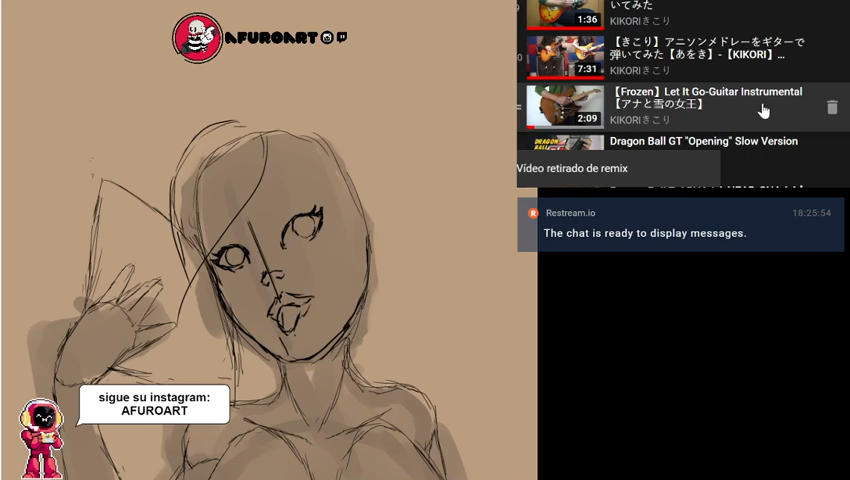 AFUROART
sigue su instagram:
AFUROART
いてみた
1:36
KIKORIきこり
【きこり】アニソンメドレーをギターで
弾いてみた【あをき】-【KIKORI】...
7:31
KIKORIきこり
【Frozen】Let It Go-Guitar Instrumental
【アナと雪の女王】
2:09
KIKORIきこり
Dragon Ball GT "Opening" Slow Version
DRAGON
Vídeo retirado de remix
R Restream.io 18:25:54
The chat is ready to display messages.